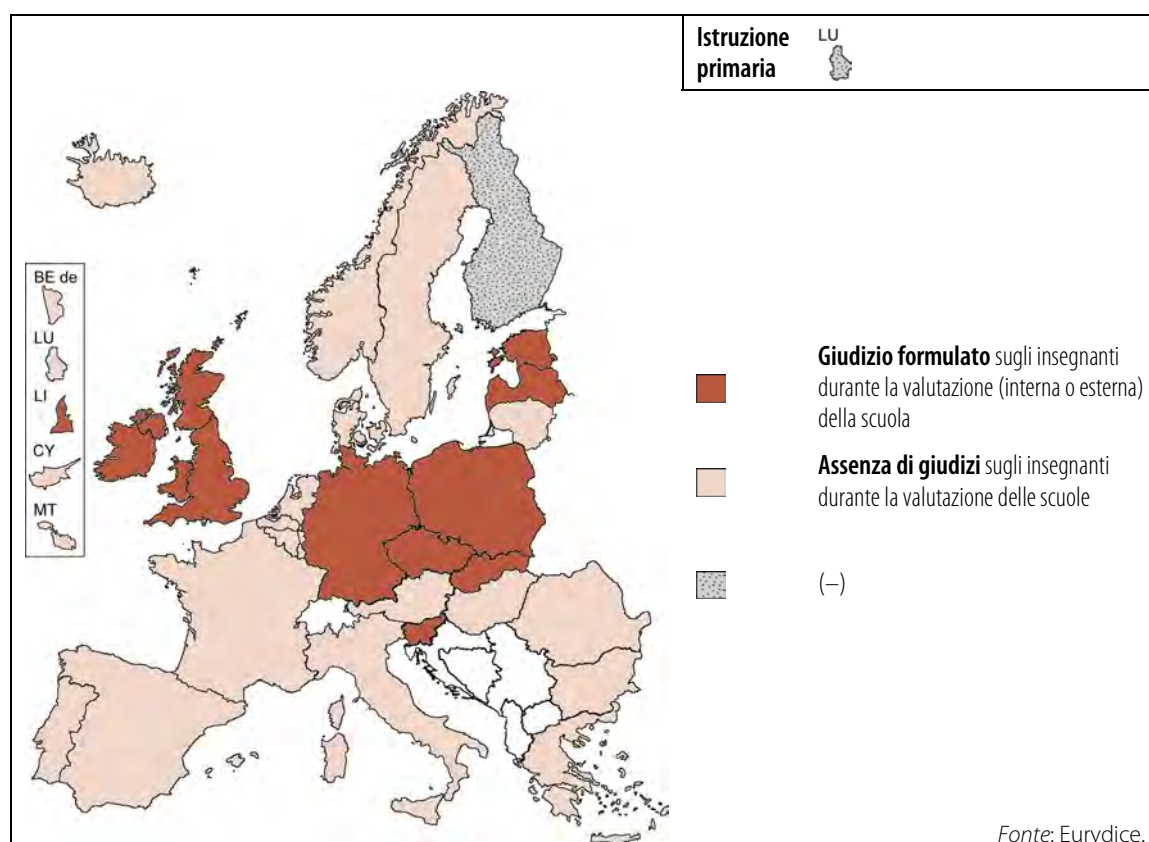 Istruzione
primaria
LU
BE de
LU
LI
CY
MT
Giudizio formulato sugli insegnanti
durante la valutazione (interna o esterna)
della scuola
Assenza di giudizi sugli insegnanti
durante la valutazione delle scuole
(–)
Fonte: Eurydice.